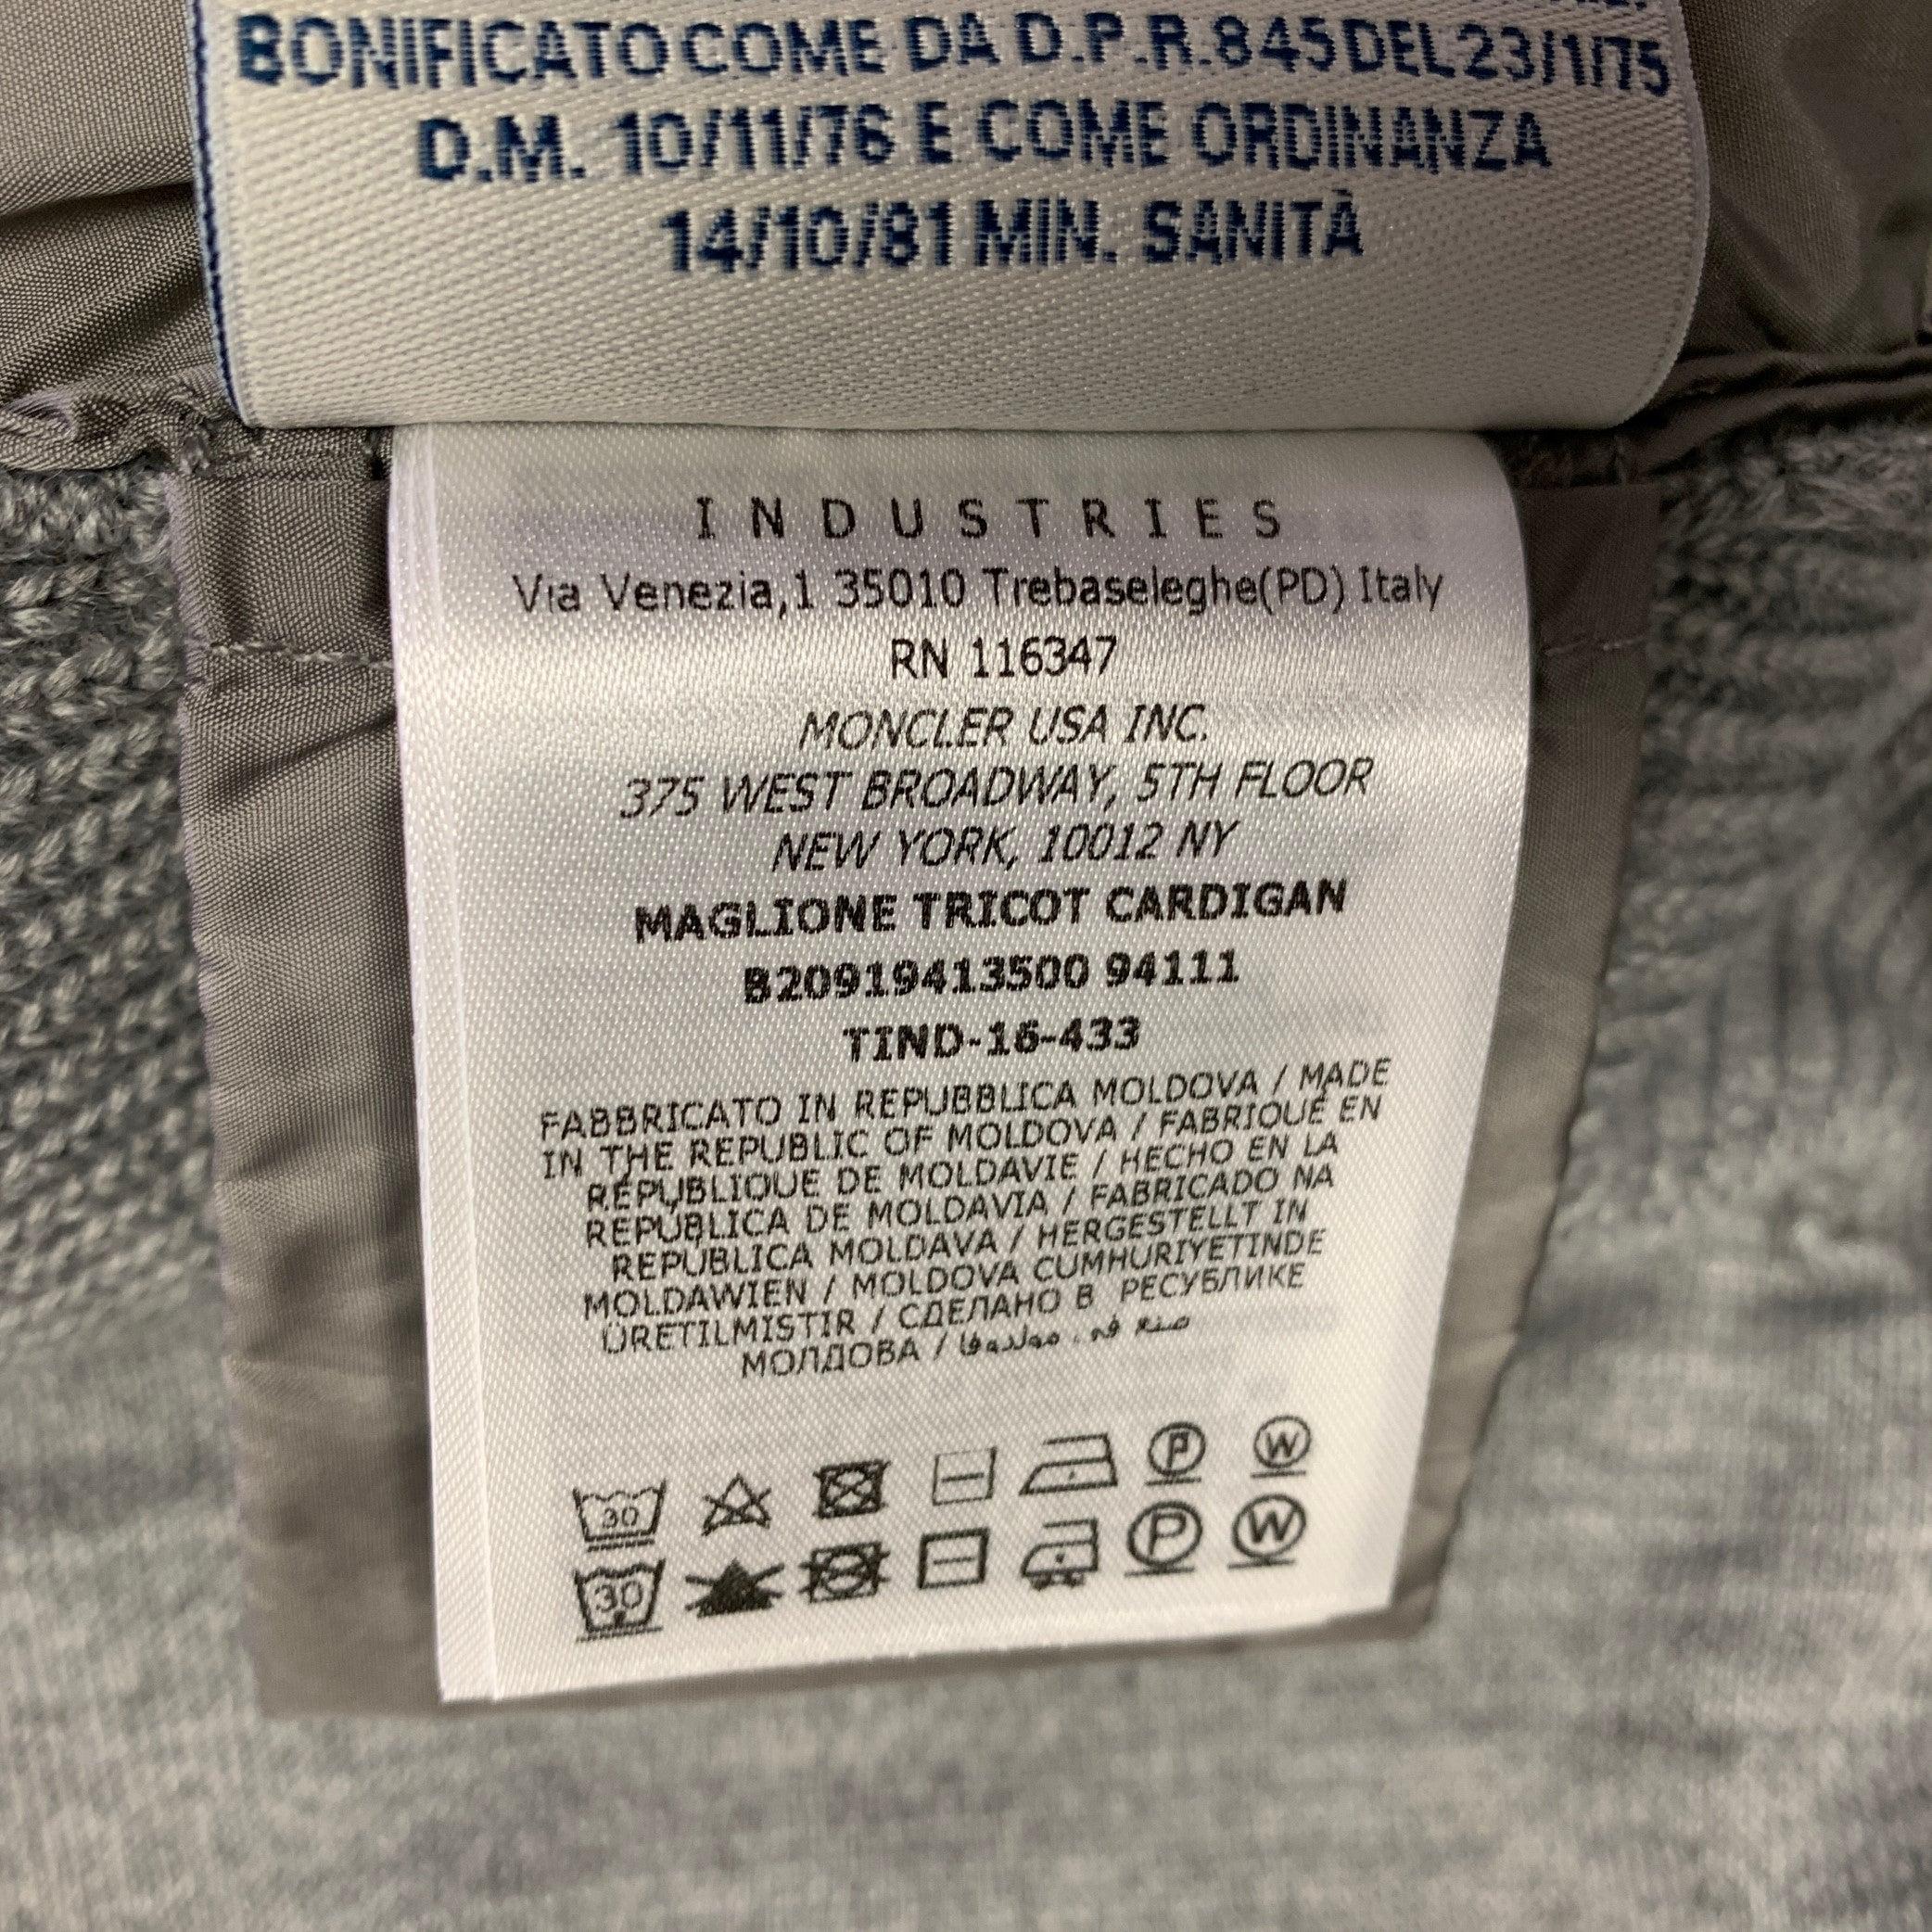 BONIFICATO COME DA D.P.R.845 DEL 23/1/75
D.M. 10/11/76 E COME ORDINANZA
14/10/81 MIN. SANITÀ
INDUSTRIES
Via Venezia,1 35010 Trebaseleghe(PD) Italy
RN 116347
MONCLER USA INC.
375 WEST BROADWAY, 5TH FLOOR
NEW YORK, 10012 NY
MAGLIONE TRICOT CARDIGAN
B20919413500 94111
TIND-16-433
FABBRICATO IN REPUBBLICA MOLDOVA / MADE
IN THE REPUBLIC OF MOLDOVA / FABRIQUÉ EN
RÉPUBLIQUE DE MOLDAVIE / HECHO EN LA
REPÚBLICA DE MOLDAVIA / FABRICADO NA
REPÚBLICA MOLDAVA / HERGESTELLT IN
MOLDAWIEN / MOLDOVA CUMHURIYETINDE
ÜRETILMISTIR / СДЕЛАНО В РЕСУБЛИКЕ
МОЛДОВА / صنع في مولدوفا
30 P W
30 P W